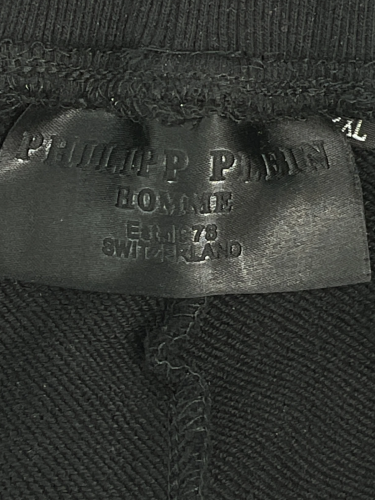 PHILIPP PLEIN
HOMME
Est.1978
SWITZERLAND
XL